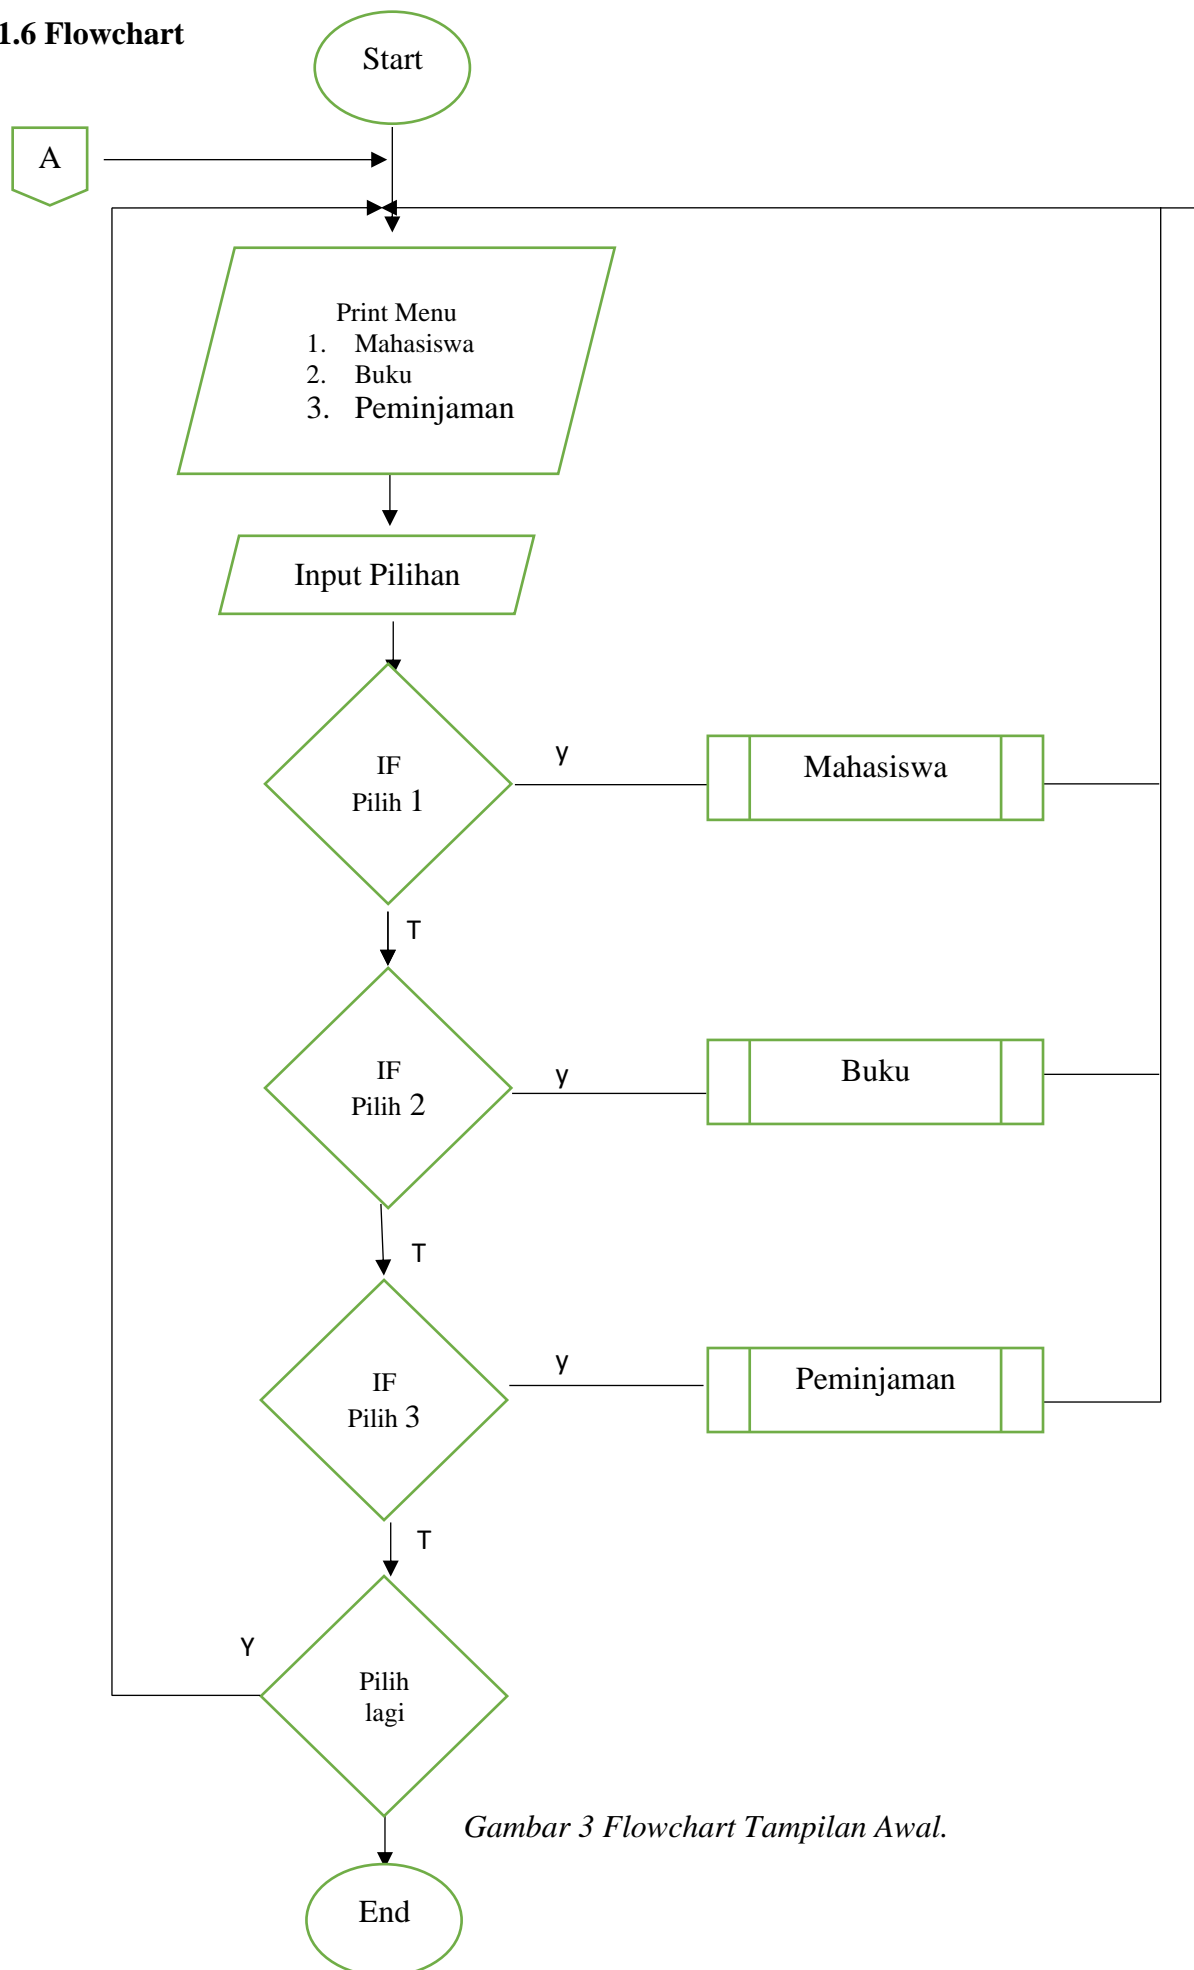 1.6 Flowchart
Start
A
Print Menu
1. Mahasiswa
2. Buku
3. Peminjaman
Input Pilihan
IF
Pilih 1
y
Mahasiswa
T
IF
Pilih 2
y
Buku
T
IF
Pilih 3
y
Peminjaman
T
Y
Pilih
lagi
Gambar 3 Flowchart Tampilan Awal.
End